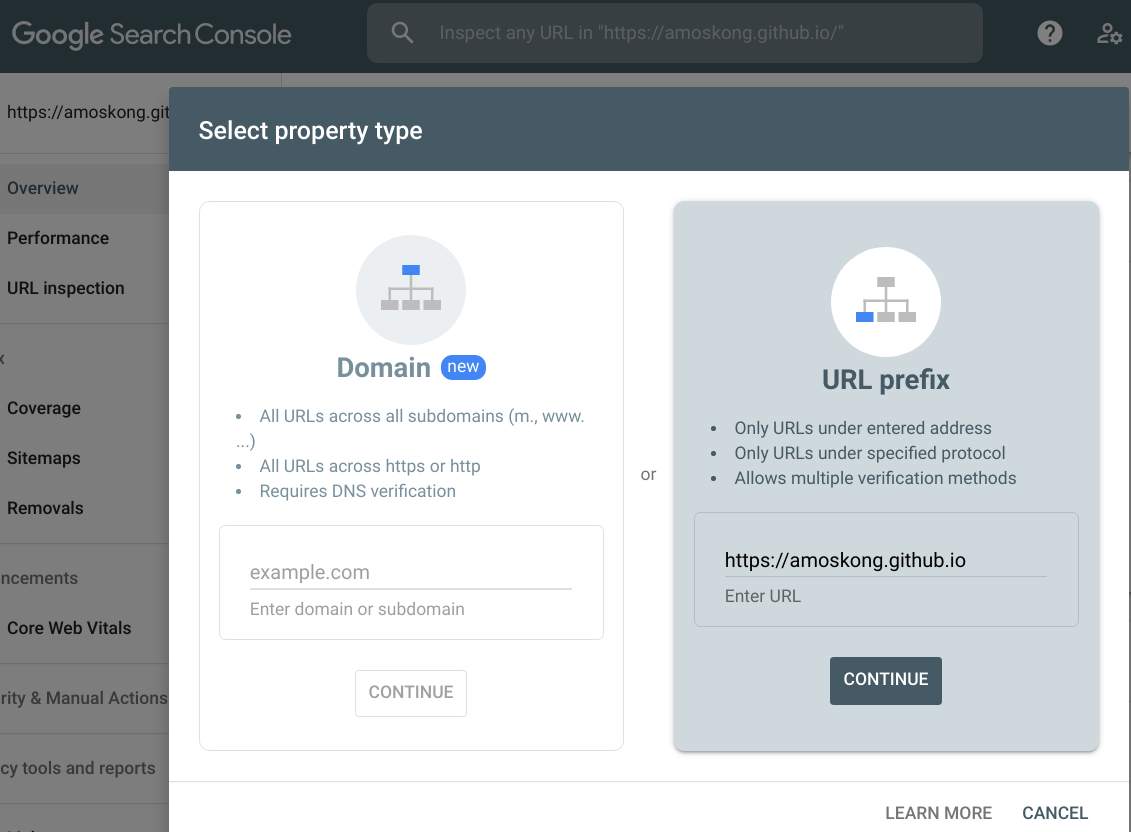 Google Search Console
Inspect any URL in "https://amoskong.github.io/"
https://amoskong.git
Overview
Performance
URL inspection
x
Coverage
Sitemaps
Removals
ncements
Core Web Vitals
rity & Manual Actions
cy tools and reports
Select property type
Domain new
• All URLs across all subdomains (m., www.
...)
• All URLs across https or http
• Requires DNS verification
example.com
Enter domain or subdomain
CONTINUE
or
URL prefix
• Only URLs under entered address
• Only URLs under specified protocol
• Allows multiple verification methods
https://amoskong.github.io
Enter URL
CONTINUE
LEARN MORE
CANCEL